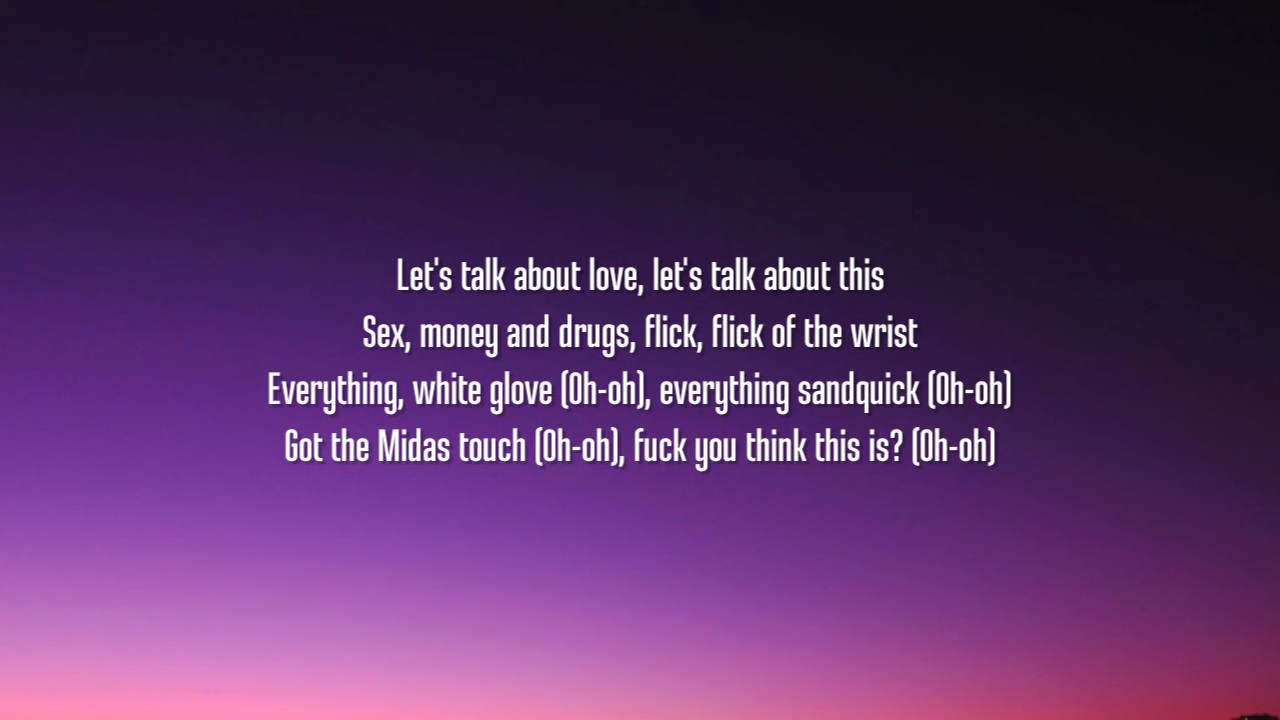 Let's talk about love, let's talk about this
Sex, money and drugs, flick, flick of the wrist
Everything, white glove (Oh-oh), everything sandquick (Oh-oh)
Got the Midas touch (Oh-oh), fuck you think this is? (Oh-oh)